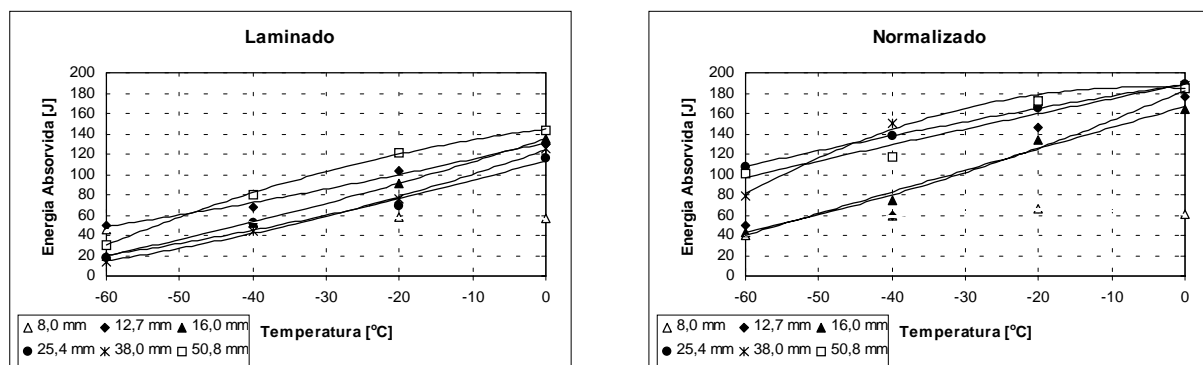 Laminado
Energia Absorvida [J]
200
180
160
140
120
100
80
60
40
20
0
-60 -50 -40 -30 -20 -10 0
Temperatura [°C]
8,0 mm 12,7 mm 16,0 mm
25,4 mm 38,0 mm 50,8 mm
Normalizado
Energia Absorvida [J]
200
180
160
140
120
100
80
60
40
20
0
-60 -50 -40 -30 -20 -10 0
Temperatura [°C]
8,0 mm 12,7 mm 16,0 mm
25,4 mm 38,0 mm 50,8 mm